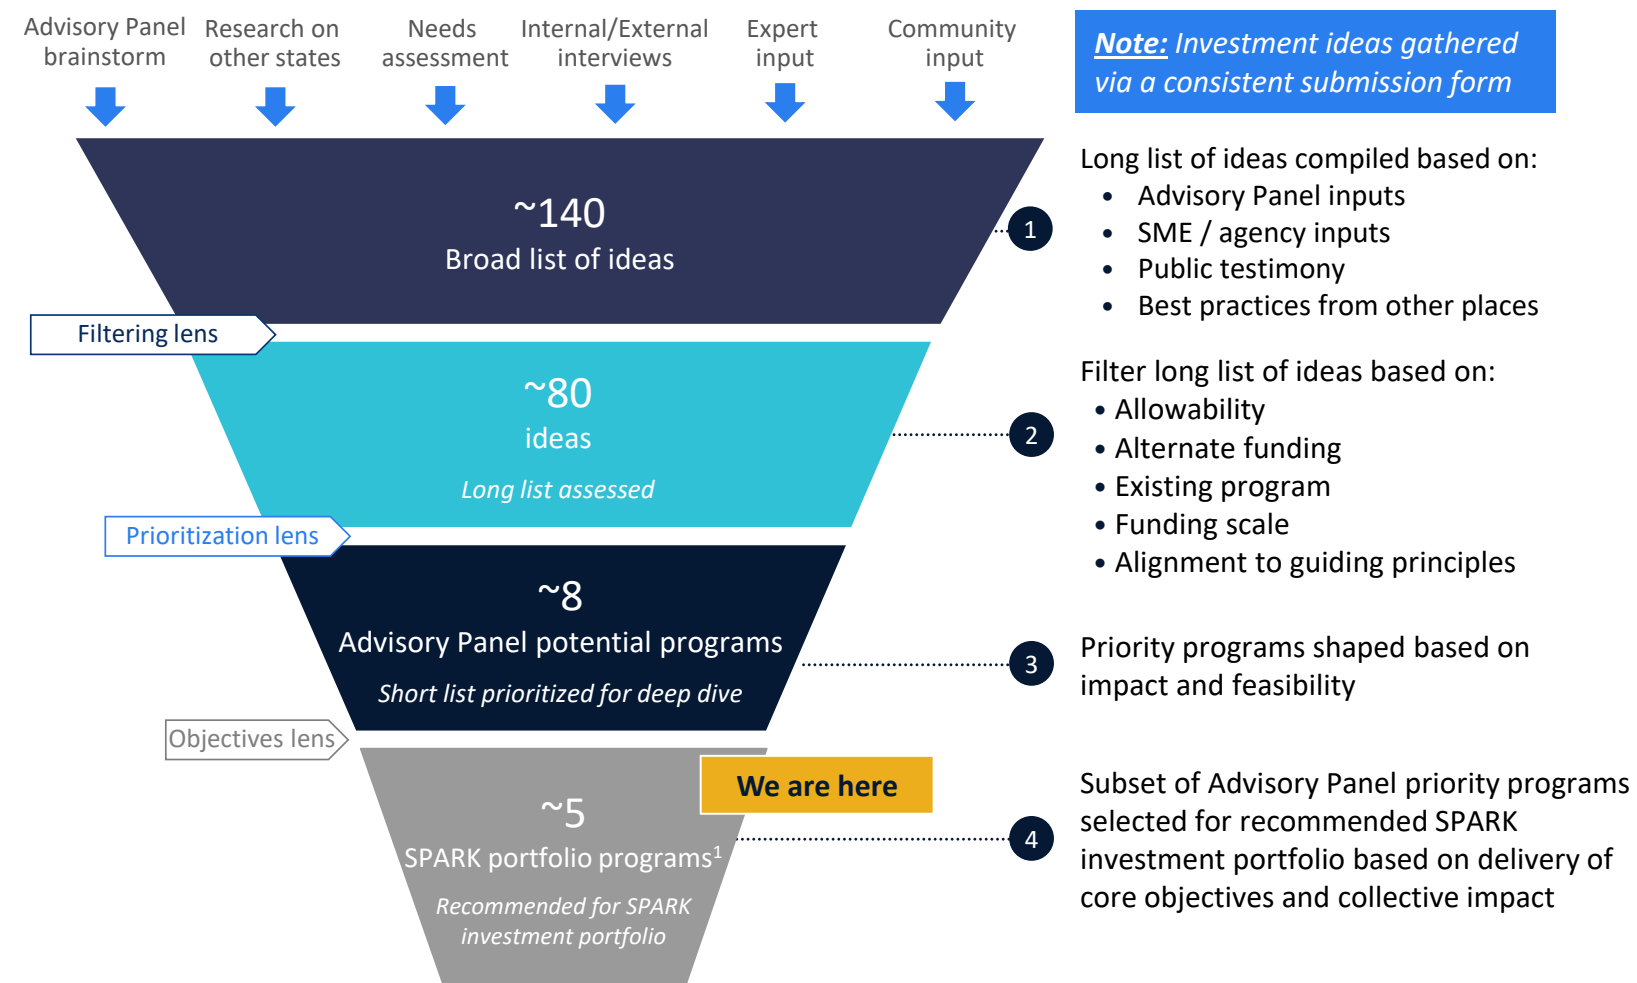 Advisory Panel
brainstorm
Research on
other states
Needs
assessment
Internal/External
interviews
Expert
input
Community
input
Note: Investment ideas gathered
via a consistent submission form
~140
Broad list of ideas
1
Long list of ideas compiled based on:
• Advisory Panel inputs
• SME / agency inputs
• Public testimony
• Best practices from other places
Filtering lens
~80
ideas
Long list assessed
2
Filter long list of ideas based on:
• Allowability
• Alternate funding
• Existing program
• Funding scale
• Alignment to guiding principles
Prioritization lens
~8
Advisory Panel potential programs
Short list prioritized for deep dive
3
Priority programs shaped based on
impact and feasibility
Objectives lens
We are here
~5
SPARK portfolio programs1
Recommended for SPARK
investment portfolio
4
Subset of Advisory Panel priority programs
selected for recommended SPARK
investment portfolio based on delivery of
core objectives and collective impact